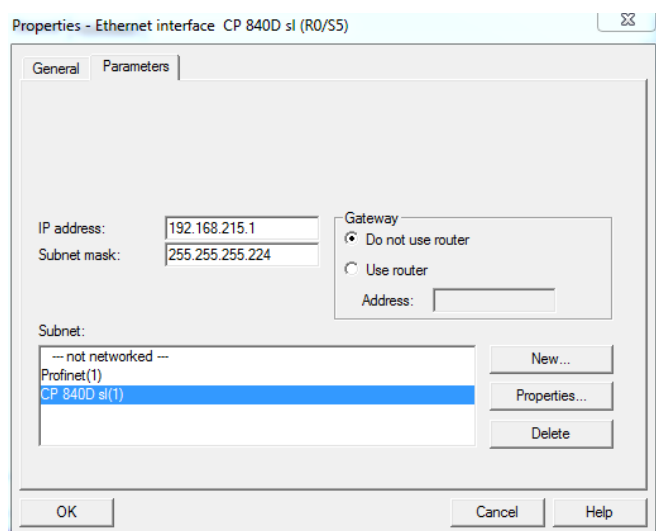 Properties - Ethernet interface CP 840D sl (R0/S5)
General
Parameters
IP address:
192.168.215.1
Subnet mask:
255.255.255.224
Gateway
Do not use router
Use router
Address:
Subnet:
--- not networked ---
Profinet(1)
CP 840D sl(1)
New...
Properties...
Delete
OK
Cancel
Help